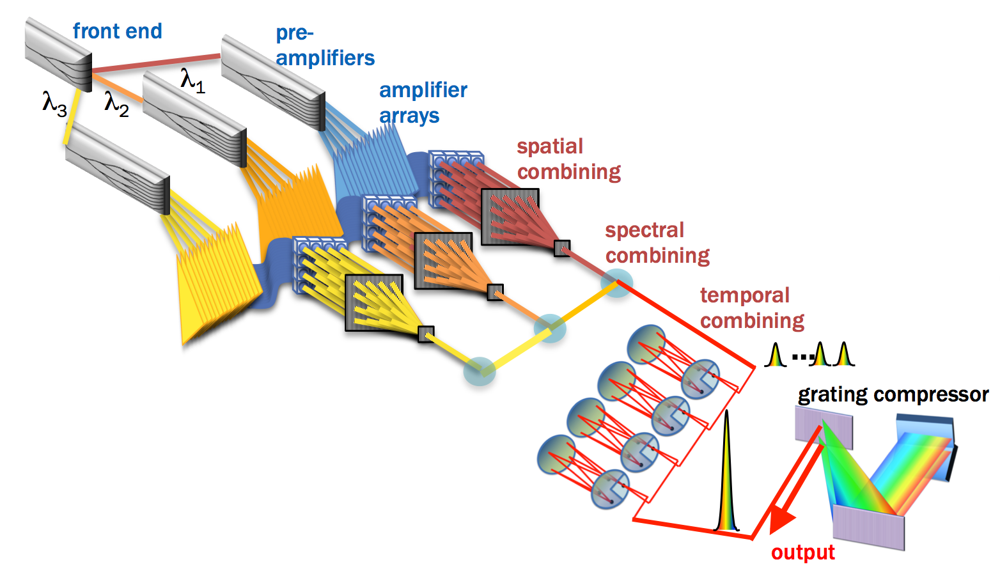 front end
pre-
amplifiers
λ1
λ2
λ3
amplifier
arrays
spatial
combining
spectral
combining
temporal
combining
grating compressor
output